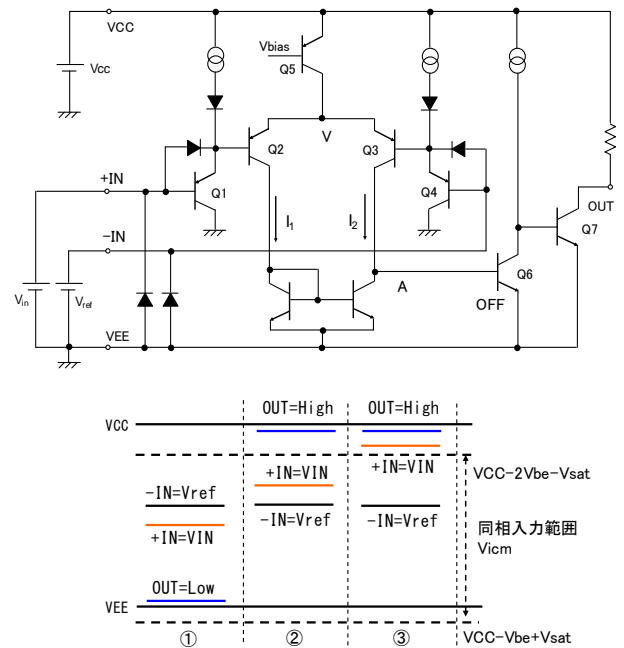 VCC
Vcc
Vbias
Q5
V
Q2
Q3
Q1
Q4
+IN
I1
I2
OUT
Q7
−IN
A
Q6
OFF
Vin
Vref
VEE
OUT=High
OUT=High
VCC
+IN=VIN
+IN=VIN
VCC−2Vbe−Vsat
−IN=Vref
−IN=Vref
−IN=Vref
+IN=VIN
同相入力範囲
Vicm
OUT=Low
VEE
① ② ③
VCC−Vbe+Vsat